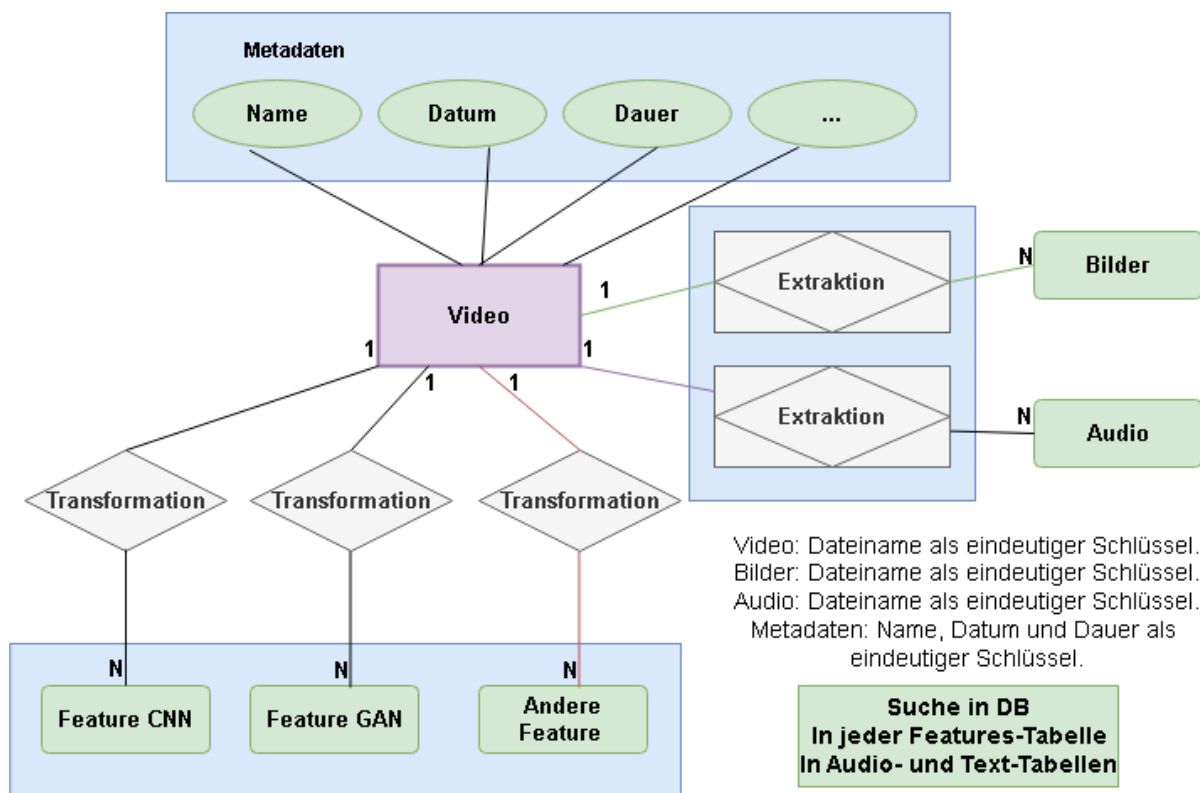 Metadaten
Name
Datum
Dauer
...
Video
1
Extraktion
N
Bilder
1
Extraktion
N
Audio
1
1
1
Transformation
Transformation
Transformation
N
N
N
Feature CNN
Feature GAN
Andere
Feature
Video: Dateiname als eindeutiger Schlüssel.
Bilder: Dateiname als eindeutiger Schlüssel.
Audio: Dateiname als eindeutiger Schlüssel.
Metadaten: Name, Datum und Dauer als
eindeutiger Schlüssel.
Suche in DB
In jeder Features-Tabelle
In Audio- und Text-Tabellen